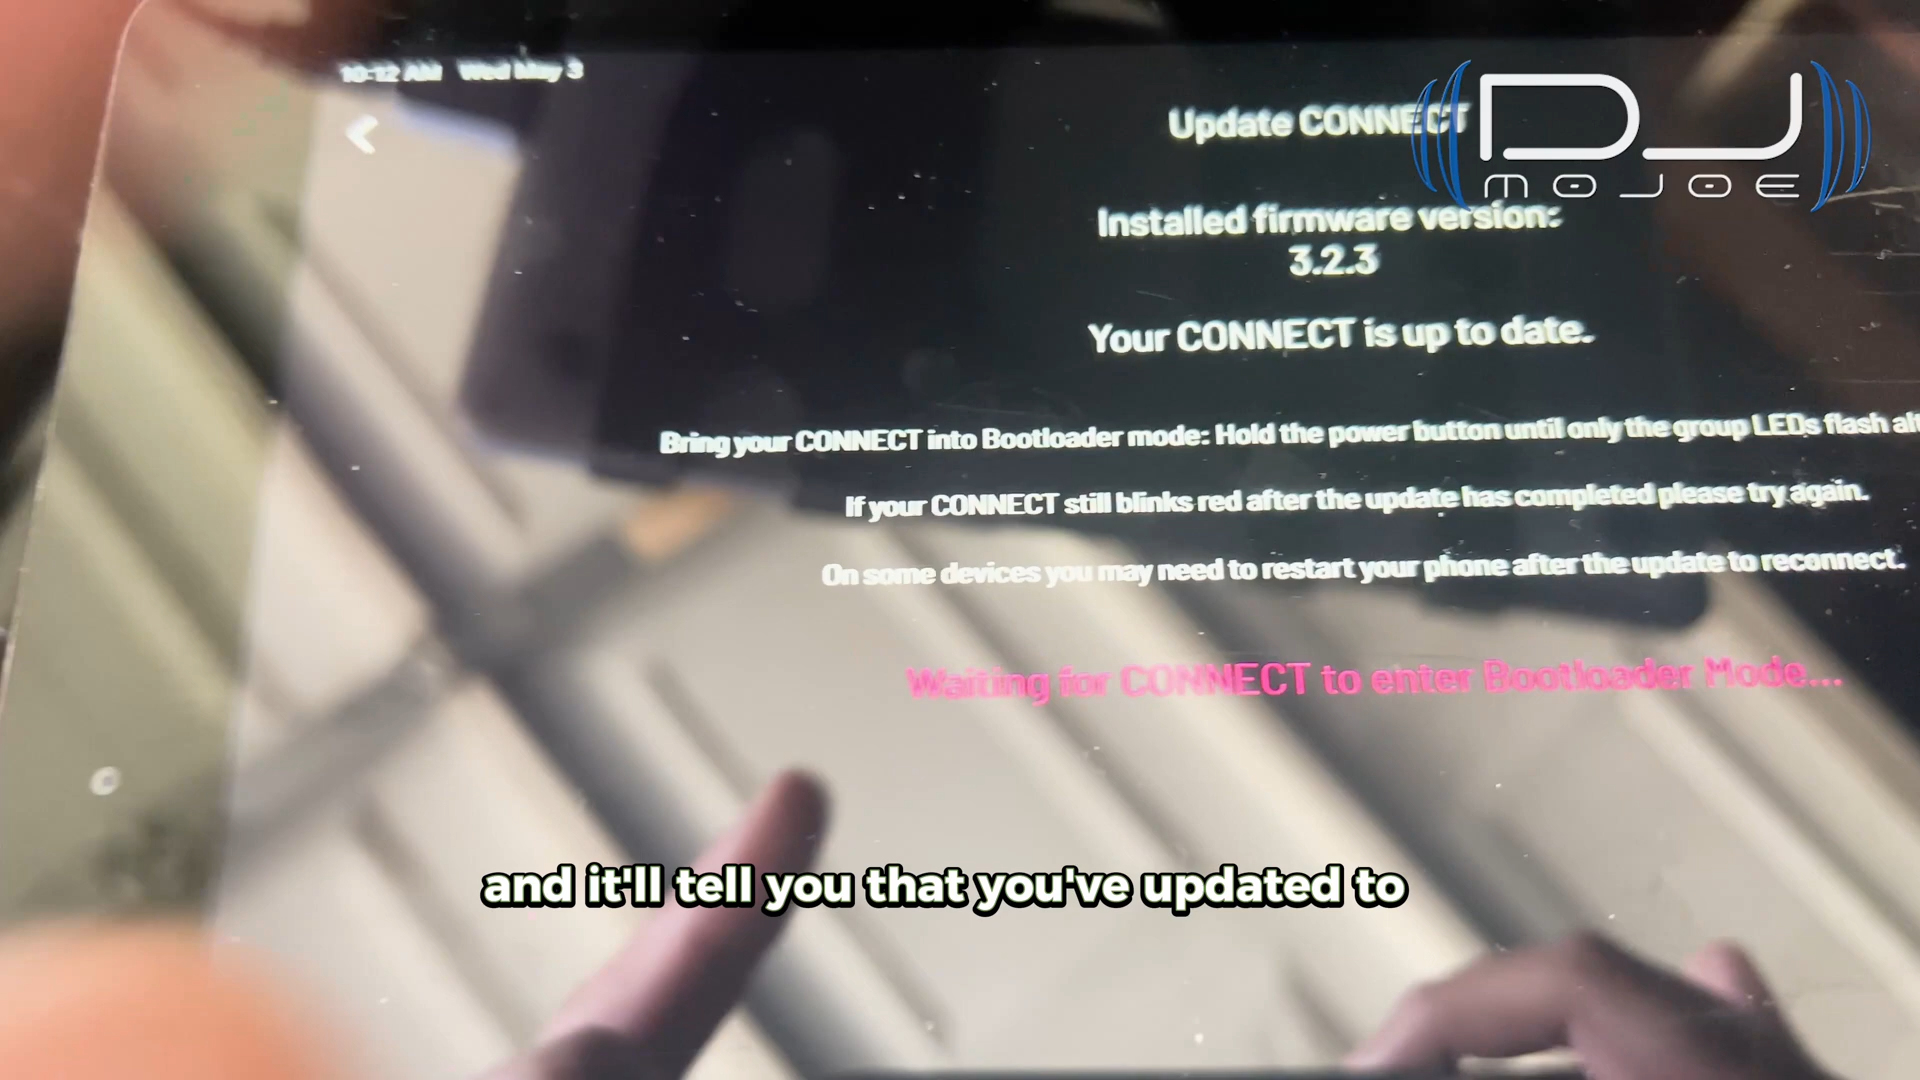 10:12 AM Wed May 3
Update CONNECT
DJ
MOJOE
Installed firmware version:
3.2.3
Your CONNECT is up to date.
Bring your CONNECT into Bootloader mode: Hold the power button until only the group LEDs flash
If your CONNECT still blinks red after the update has completed please try again.
On some devices you may need to restart your phone after the update to reconnect.
Waiting for CONNECT to enter Bootloader Mode...
and it'll tell you that you've updated to